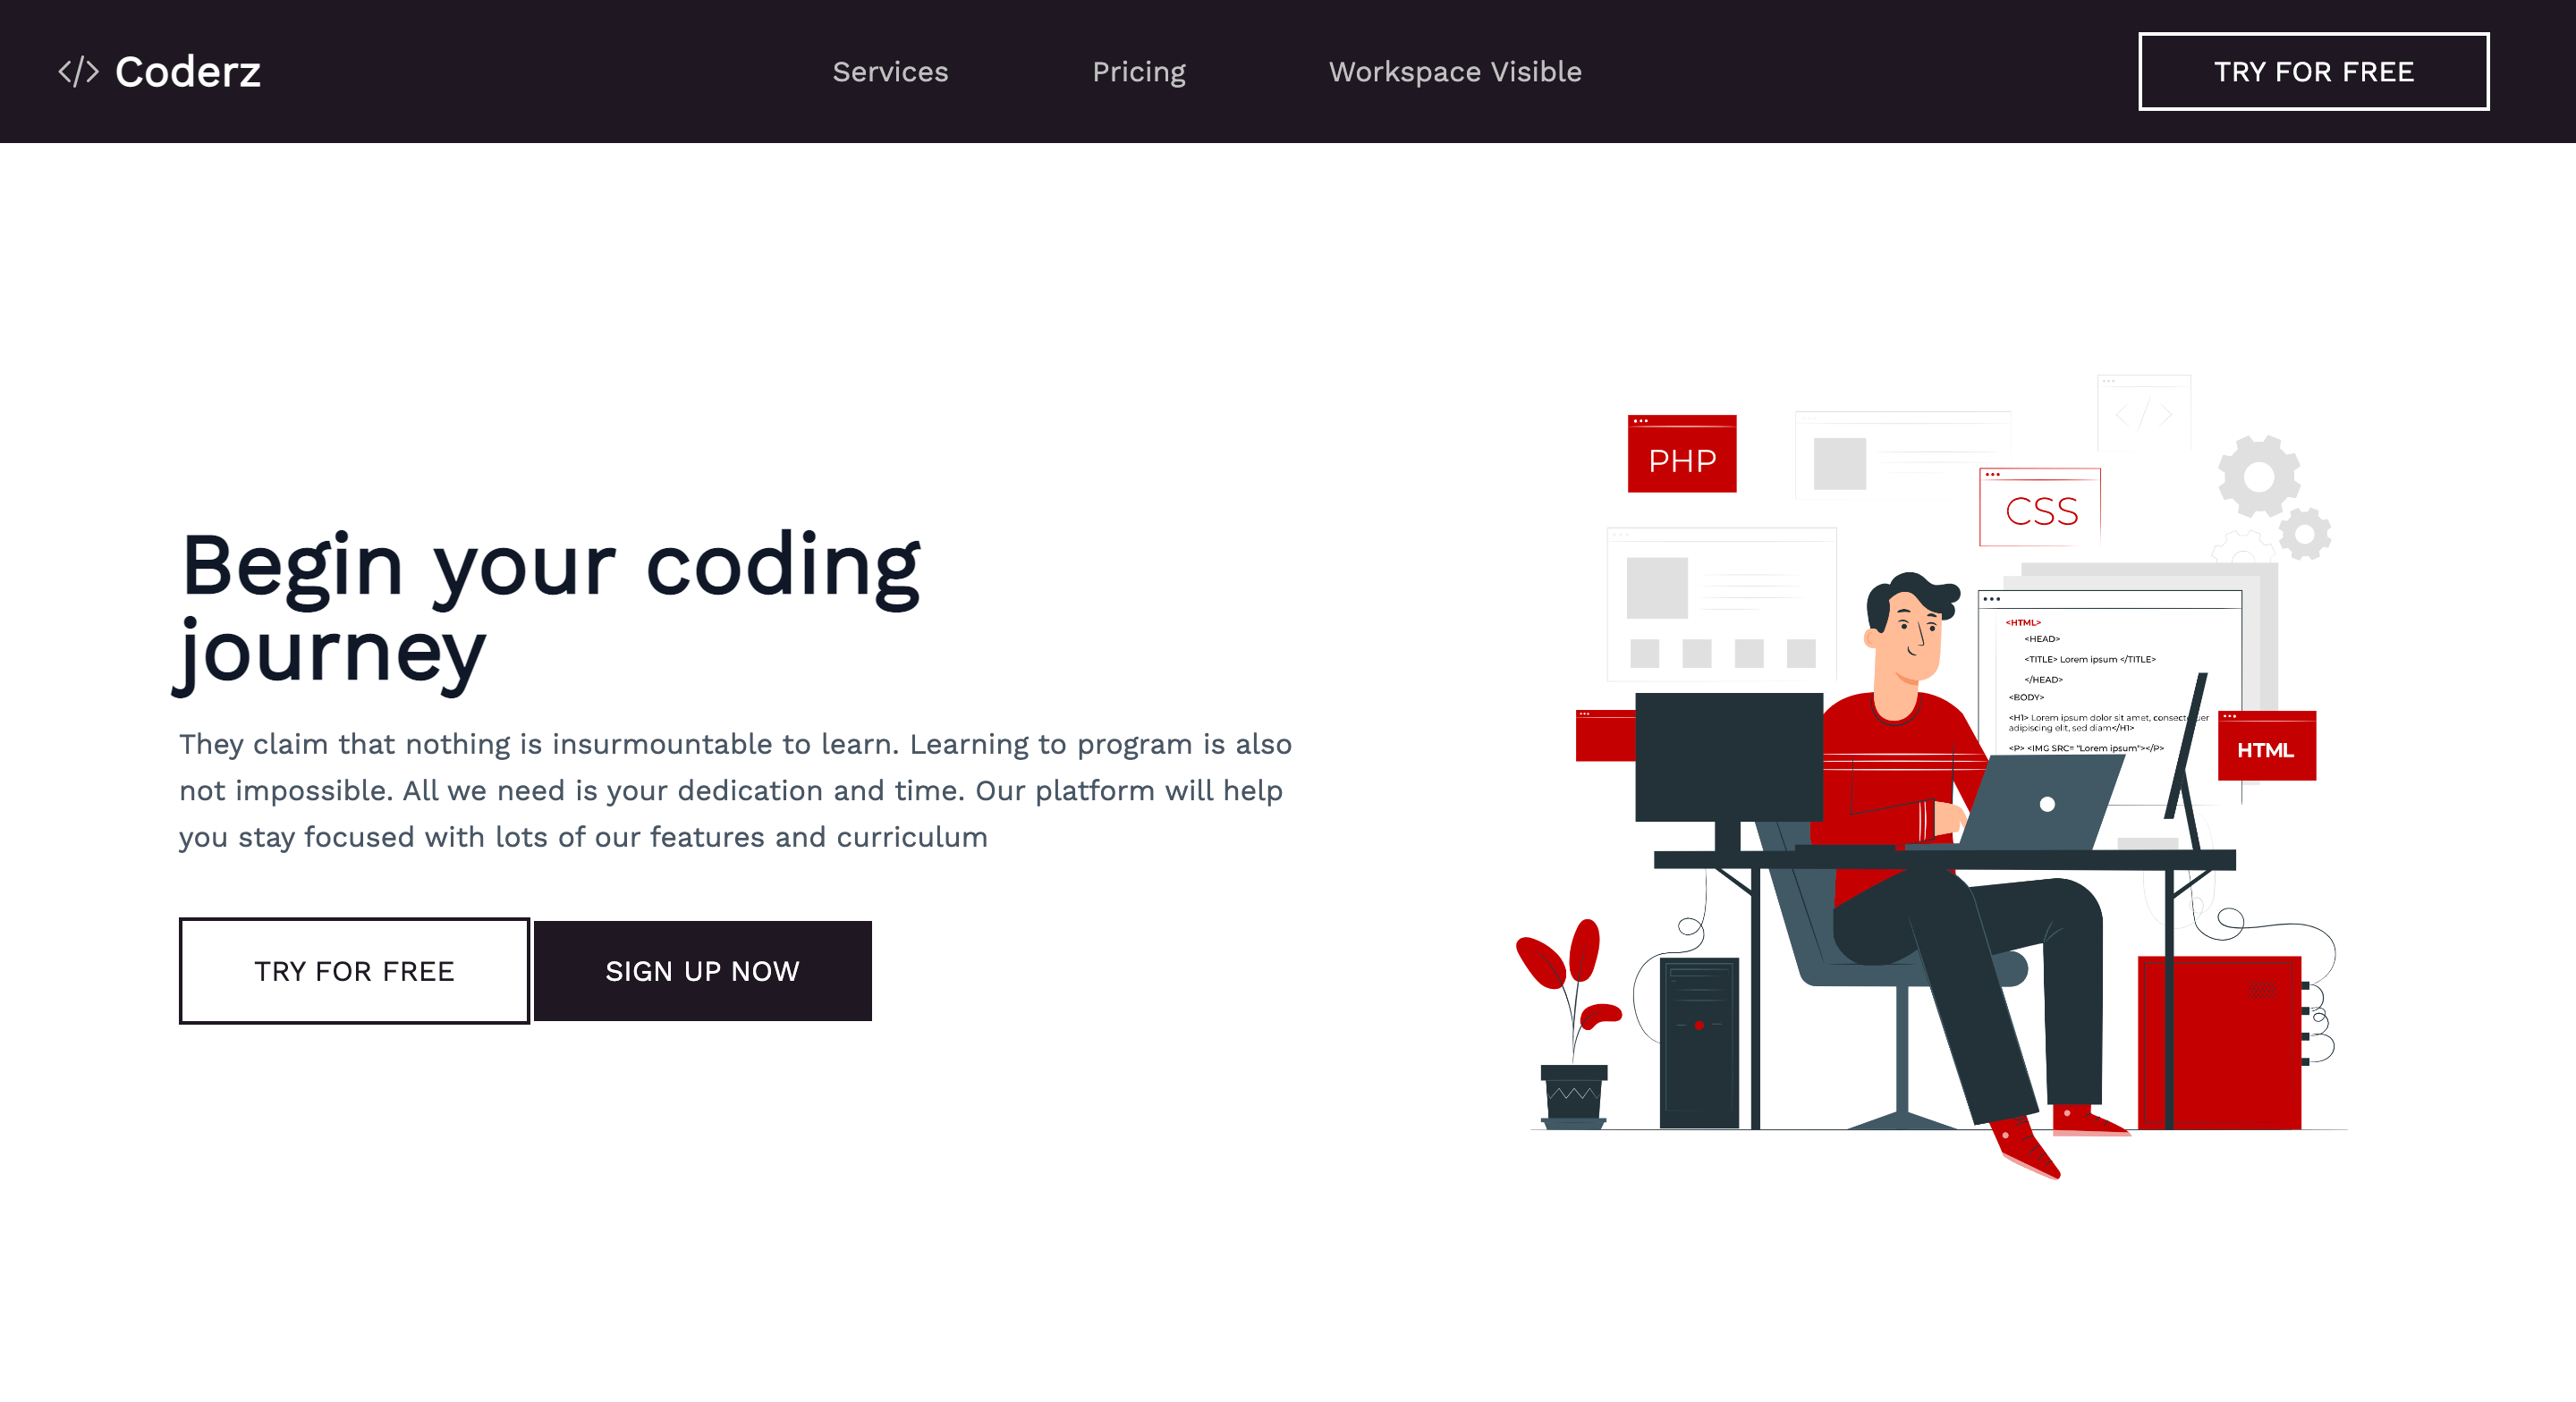 </> Coderz
Services
Pricing
Workspace Visible
TRY FOR FREE
Begin your coding
journey
They claim that nothing is insurmountable to learn. Learning to program is also
not impossible. All we need is your dedication and time. Our platform will help
you stay focused with lots of our features and curriculum
TRY FOR FREE
SIGN UP NOW
</>
PHP
CSS
<HTML>
<HEAD>
<TITLE> Lorem ipsum </TITLE>
</HEAD>
<BODY>
<H1> Lorem ipsum dolor sit amet,
adipiscing elit, sed diam</H1>
<P> <IMG SRC= "Lorem ipsum"></P>
HTML